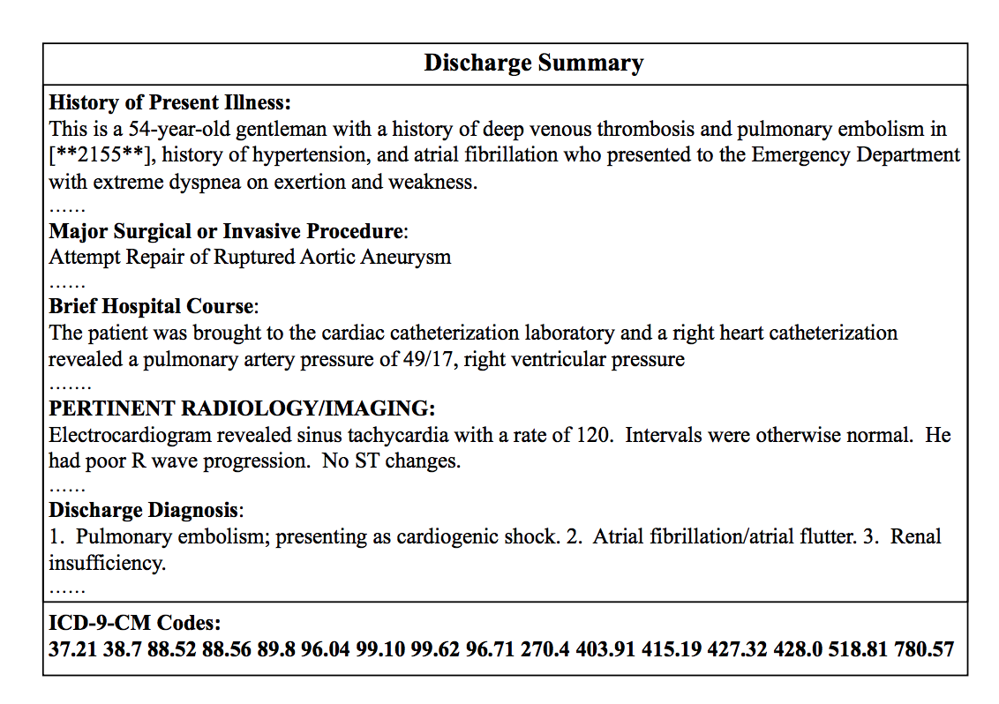 Discharge Summary
History of Present Illness:
This is a 54-year-old gentleman with a history of deep venous thrombosis and pulmonary embolism in
[**2155**], history of hypertension, and atrial fibrillation who presented to the Emergency Department
with extreme dyspnea on exertion and weakness.
……
Major Surgical or Invasive Procedure:
Attempt Repair of Ruptured Aortic Aneurysm
……
Brief Hospital Course:
The patient was brought to the cardiac catheterization laboratory and a right heart catheterization
revealed a pulmonary artery pressure of 49/17, right ventricular pressure
…….
PERTINENT RADIOLOGY/IMAGING:
Electrocardiogram revealed sinus tachycardia with a rate of 120.  Intervals were otherwise normal.  He
had poor R wave progression.  No ST changes.
……
Discharge Diagnosis:
1.  Pulmonary embolism; presenting as cardiogenic shock. 2.  Atrial fibrillation/atrial flutter. 3.  Renal
insufficiency.
……
ICD-9-CM Codes:
37.21 38.7 88.52 88.56 89.8 96.04 99.10 99.62 96.71 270.4 403.91 415.19 427.32 428.0 518.81 780.57